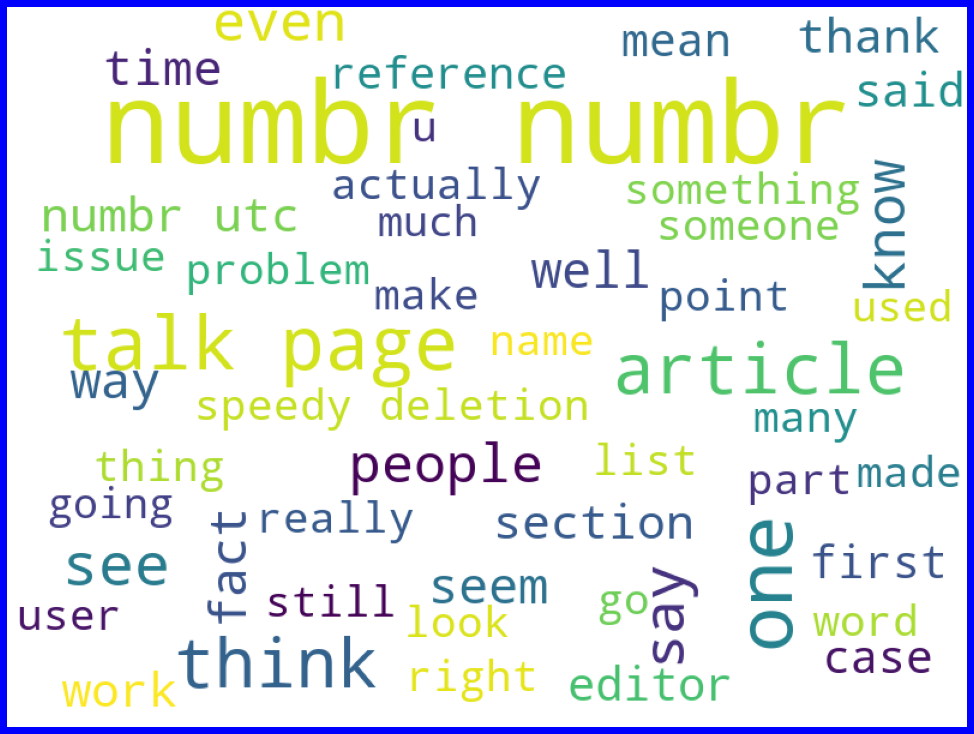 even
mean
thank
time
reference
said
numbr numbr
u
actually
something
know
numbr utc
much
someone
issue
problem
well
make
point
used
talk page
name
article
way
speedy deletion
many
people
list
thing
part
made
going
really
section
fact
one
see
seem
first
still
go
say
user
look
word
think
right
editor
case
work